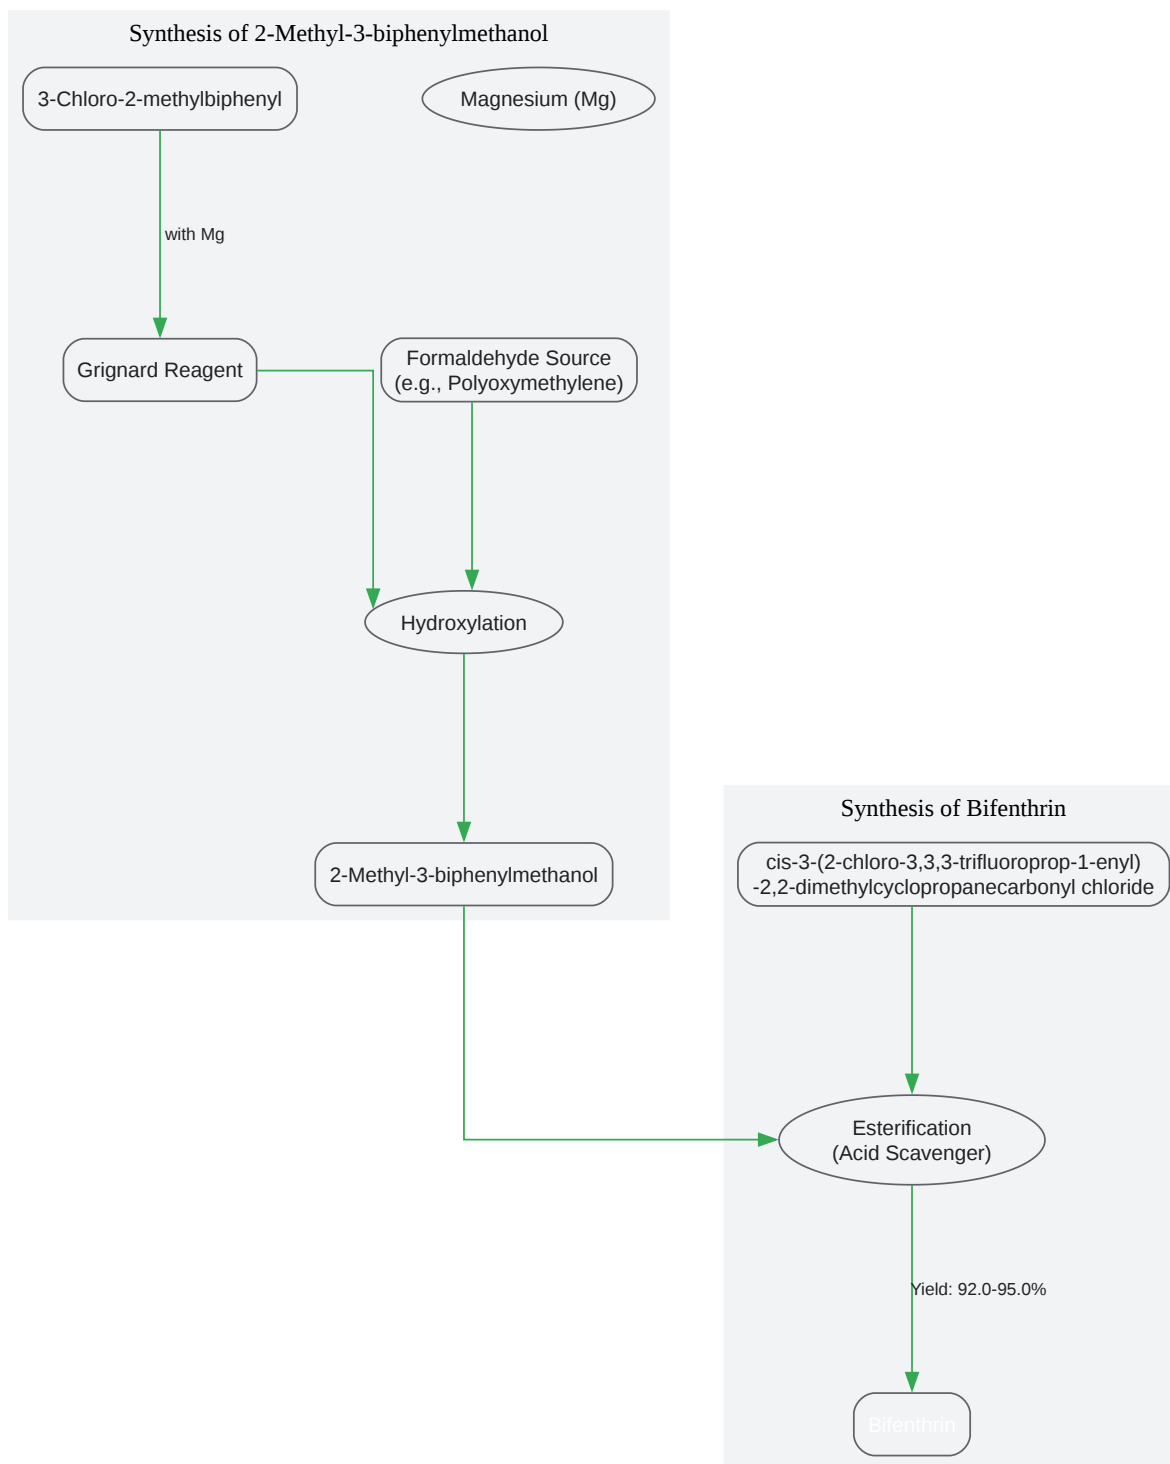 Synthesis of 2-Methyl-3-biphenylmethanol
3-Chloro-2-methylbiphenyl
Magnesium (Mg)
with Mg
Grignard Reagent
Formaldehyde Source
(e.g., Polyoxymethylene)
Hydroxylation
2-Methyl-3-biphenylmethanol
Synthesis of Bifenthrin
cis-3-(2-chloro-3,3,3-trifluoroprop-1-enyl)
-2,2-dimethylcyclopropanecarbonyl chloride
Esterification
(Acid Scavenger)
Yield: 92.0-95.0%
Bifenthrin